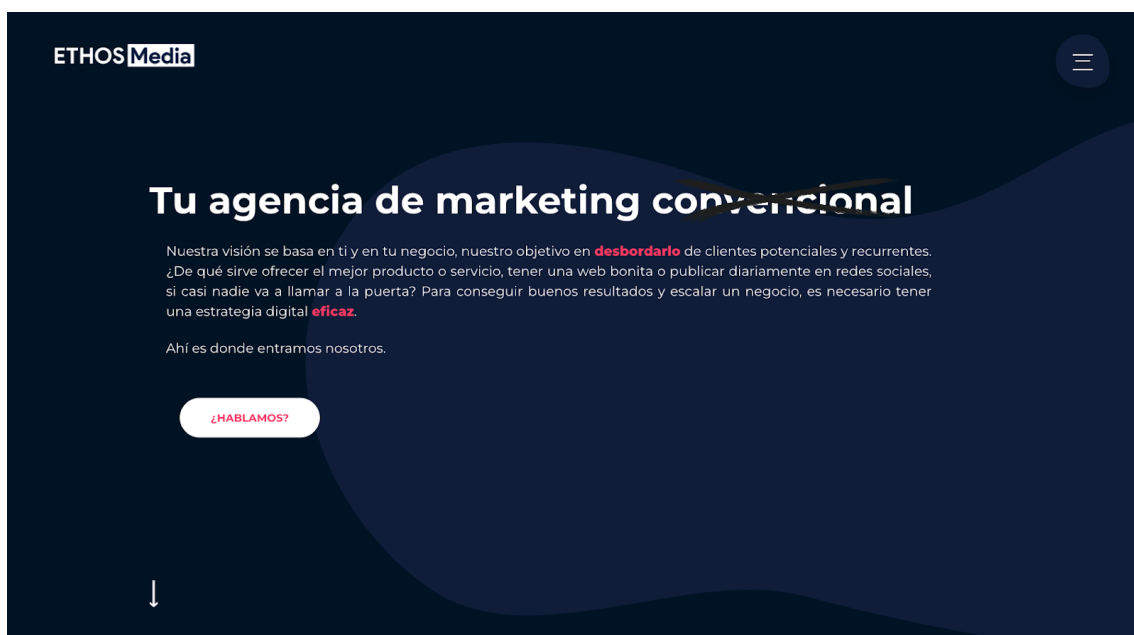 ETHOS Media
Tu agencia de marketing convencional
Nuestra visión se basa en ti y en tu negocio, nuestro objetivo en desbordarlo de clientes potenciales y recurrentes.
¿De qué sirve ofrecer el mejor producto o servicio, tener una web bonita o publicar diariamente en redes sociales,
si casi nadie va a llamar a la puerta? Para conseguir buenos resultados y escalar un negocio, es necesario tener
una estrategia digital eficaz.
Ahí es donde entramos nosotros.
¿HABLAMOS?